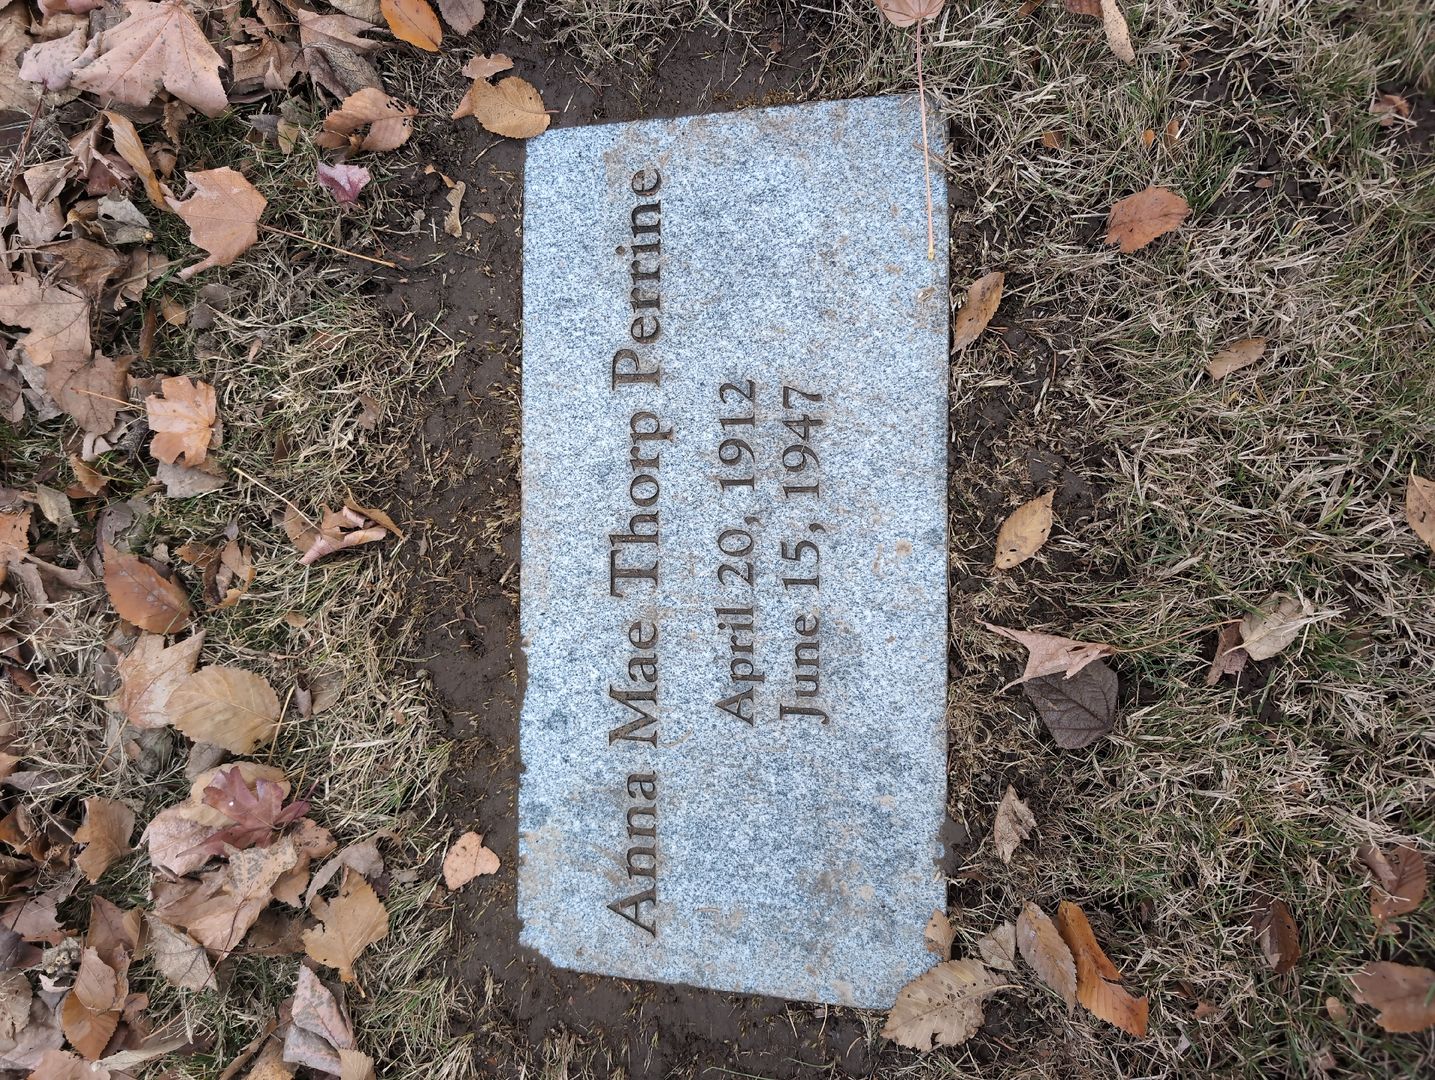 Anna Mae Thorp Perrine
April 20, 1912
June 15, 1947